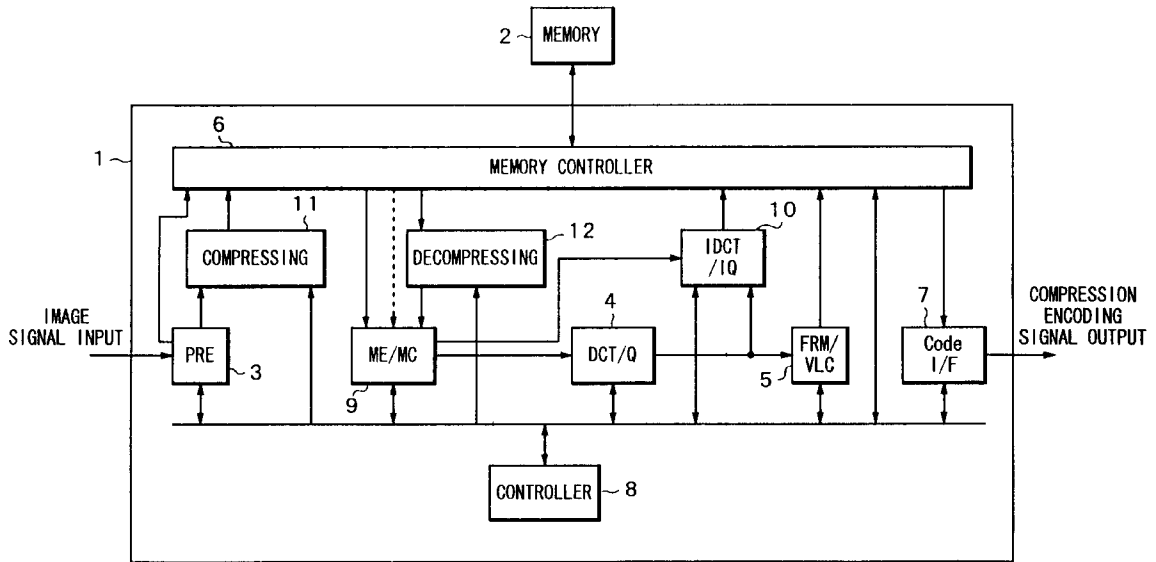 2
MEMORY
6
1
MEMORY CONTROLLER
11
12
10
COMPRESSING
DECOMPRESSING
IDCT
/IQ
4
7
COMPRESSION
ENCODING
SIGNAL OUTPUT
IMAGE
SIGNAL INPUT
PRE
3
ME/MC
9
DCT/Q
FRM/
VLC
5
Code
I/F
CONTROLLER
8